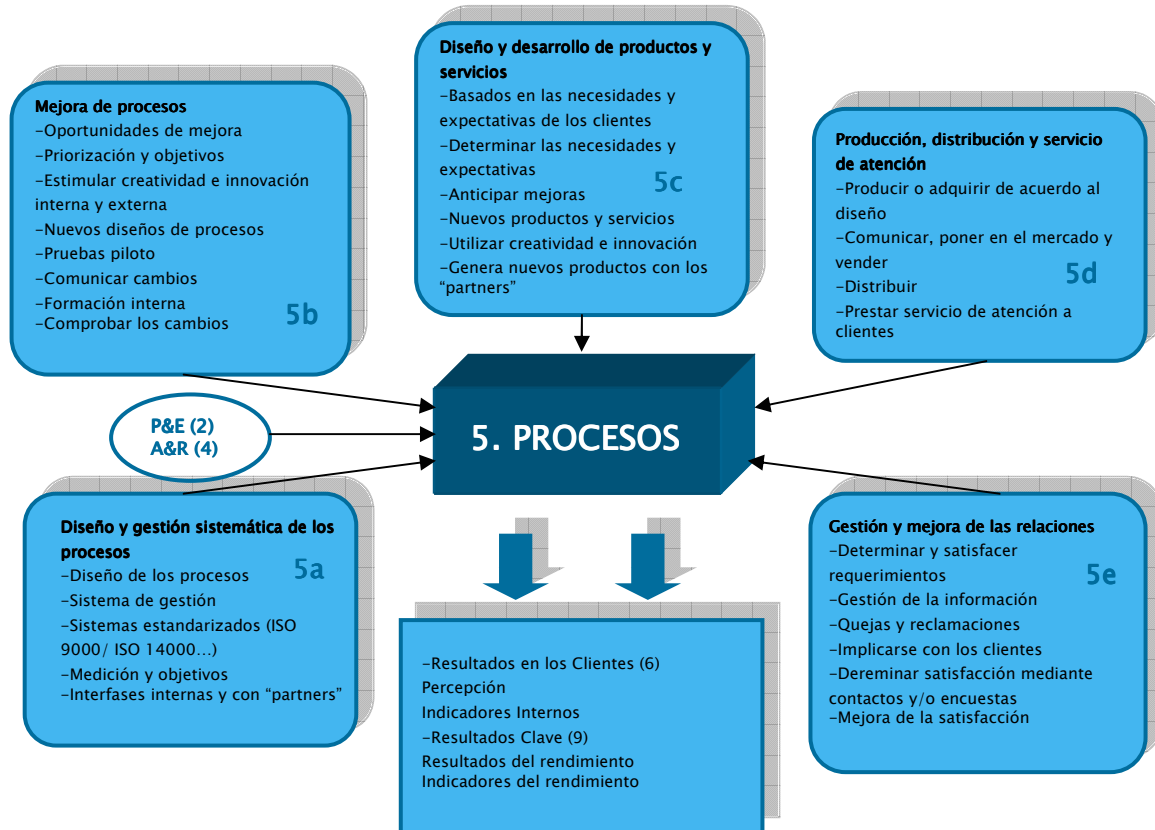 Mejora de procesos
-Oportunidades de mejora
-Priorización y objetivos
-Estimular creatividad e innovación
interna y externa
-Nuevos diseños de procesos
-Pruebas piloto
-Comunicar cambios
-Formación interna
-Comprobar los cambios
5b
Diseño y desarrollo de productos y
servicios
-Basados en las necesidades y
expectativas de los clientes
-Determinar las necesidades y
expectativas
-Anticipar mejoras
-Nuevos productos y servicios
-Utilizar creatividad e innovación
-Genera nuevos productos con los
“partners”
5c
Producción, distribución y servicio
de atención
-Producir o adquirir de acuerdo al
diseño
-Comunicar, poner en el mercado y
vender
-Distribuir
-Prestar servicio de atención a
clientes
5d
P&E (2)
A&R (4)
5. PROCESOS
Diseño y gestión sistemática de los
procesos
-Diseño de los procesos
-Sistema de gestión
-Sistemas estandarizados (ISO
9000/ ISO 14000...)
-Medición y objetivos
-Interfases internas y con “partners”
5a
-Resultados en los Clientes (6)
Percepción
Indicadores Internos
-Resultados Clave (9)
Resultados del rendimiento
Indicadores del rendimiento
Gestión y mejora de las relaciones
-Determinar y satisfacer
requerimientos
-Gestión de la información
-Quejas y reclamaciones
-Implicarse con los clientes
-Dereminar satisfacción mediante
contactos y/o encuestas
-Mejora de la satisfacción
5e